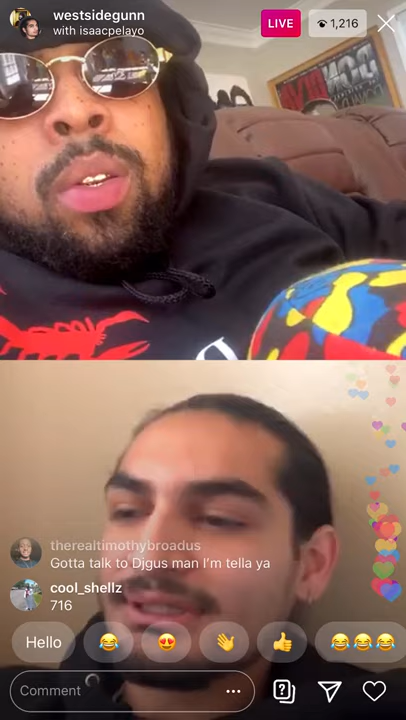 westsidegunn
with isaacpelayo
LIVE
1,216
therealtimothybroadus
Gotta talk to Djgus man I'm tella ya
cool_shellz
716
Hello
Comment
?